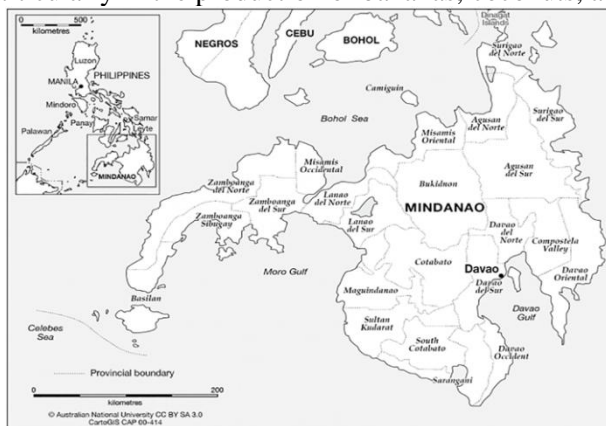 0 500
kilometres
Luzon
MANILA
PHILIPPINES
Mindoro
Samar
Panay
Leyte
Palawan
MINDANAO
NEGROS
CEBU
BOHOL
Dinagat
Islands
Surigao
del Norte
Camiguin
Bohol Sea
Misamis
Oriental
Agusan
del Norte
Surigao
del Sur
Misamis
Occidental
Agusan
del Sur
Zamboanga
del Norte
Bukidnon
Zamboanga
del Sur
Lanao
del Norte
MINDANAO
Zamboanga
Sibugay
Lanao
del Sur
Davao
del
Norte
Compostela
Valley
Moro Gulf
Cotabato
Davao
Davao
Oriental
Davao
del Sur
Basilan
Maguindanao
Davao
Gulf
Celebes
Sea
Sultan
Kudarat
South
Cotabato
Davao
Occident
Sarangani
Provincial boundary
0 200
kilometres
© Australian National University CC BY SA 3.0
CartoGIS CAP 00-414